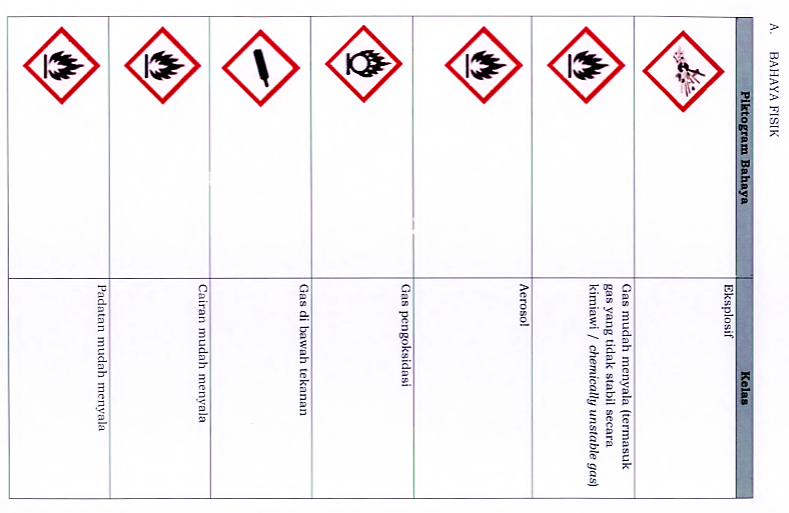 A. BAHAYA FISIK
Piktogram Bahaya
Kelas
Eksplosif
Gas mudah menyala (termasuk
gas yang tidak stabil secara
kimiawi / chemically unstable gas)
Aerosol
Gas pengoksidasi
Gas di bawah tekanan
Cairan mudah menyala
Padatan mudah menyala